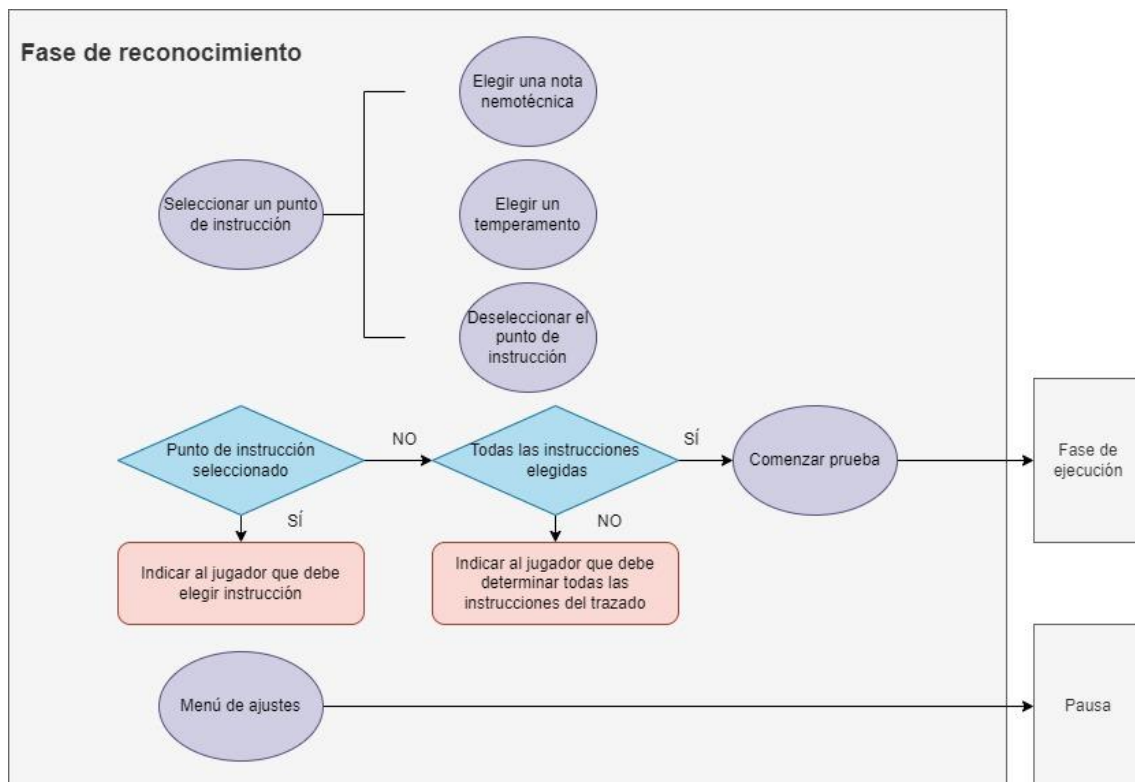 Fase de reconocimiento
Elegir una nota
nemotécnica
Seleccionar un punto
de instrucción
Elegir un
temperamento
Deseleccionar el
punto de
instrucción
Punto de instrucción
seleccionado
NO
Todas las instrucciones
elegidas
SÍ
Comenzar prueba
Fase de
ejecución
SÍ
NO
Indicar al jugador que debe
elegir instrucción
Indicar al jugador que debe
determinar todas las
instrucciones del trazado
Menú de ajustes
Pausa